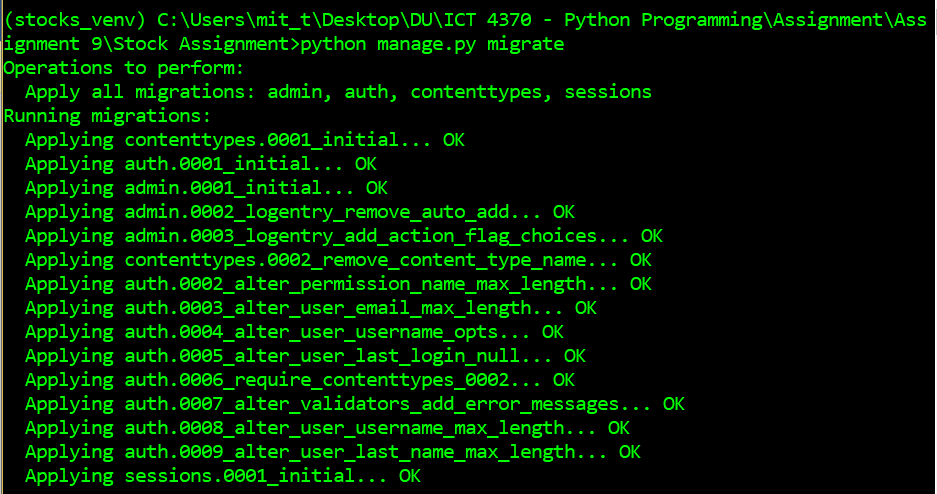 (stocks_venv) C:\Users\mit_t\Desktop\DU\ICT 4370 - Python Programming\Assignment\Ass
ignment 9\Stock Assignment>python manage.py migrate
Operations to perform:
  Apply all migrations: admin, auth, contenttypes, sessions
Running migrations:
  Applying contenttypes.0001_initial... OK
  Applying auth.0001_initial... OK
  Applying admin.0001_initial... OK
  Applying admin.0002_logentry_remove_auto_add... OK
  Applying admin.0003_logentry_add_action_flag_choices... OK
  Applying contenttypes.0002_remove_content_type_name... OK
  Applying auth.0002_alter_permission_name_max_length... OK
  Applying auth.0003_alter_user_email_max_length... OK
  Applying auth.0004_alter_user_username_opts... OK
  Applying auth.0005_alter_user_last_login_null... OK
  Applying auth.0006_require_contenttypes_0002... OK
  Applying auth.0007_alter_validators_add_error_messages... OK
  Applying auth.0008_alter_user_username_max_length... OK
  Applying auth.0009_alter_user_last_name_max_length... OK
  Applying sessions.0001_initial... OK